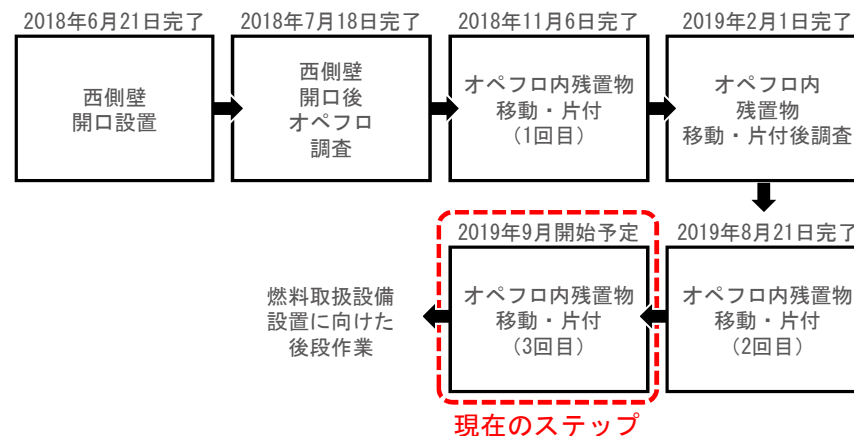 2018年6月21日完了
西側壁
開口設置
2018年7月18日完了
西側壁
開口後
オペフロ
調査
2018年11月6日完了
オペフロ内残置物
移動・片付
(1回目)
2019年2月1日完了
オペフロ内
残置物
移動・片付後調査
2019年8月21日完了
オペフロ内残置物
移動・片付
(2回目)
2019年9月開始予定
オペフロ内残置物
移動・片付
(3回目)
現在のステップ
燃料取扱設備
設置に向けた
後段作業